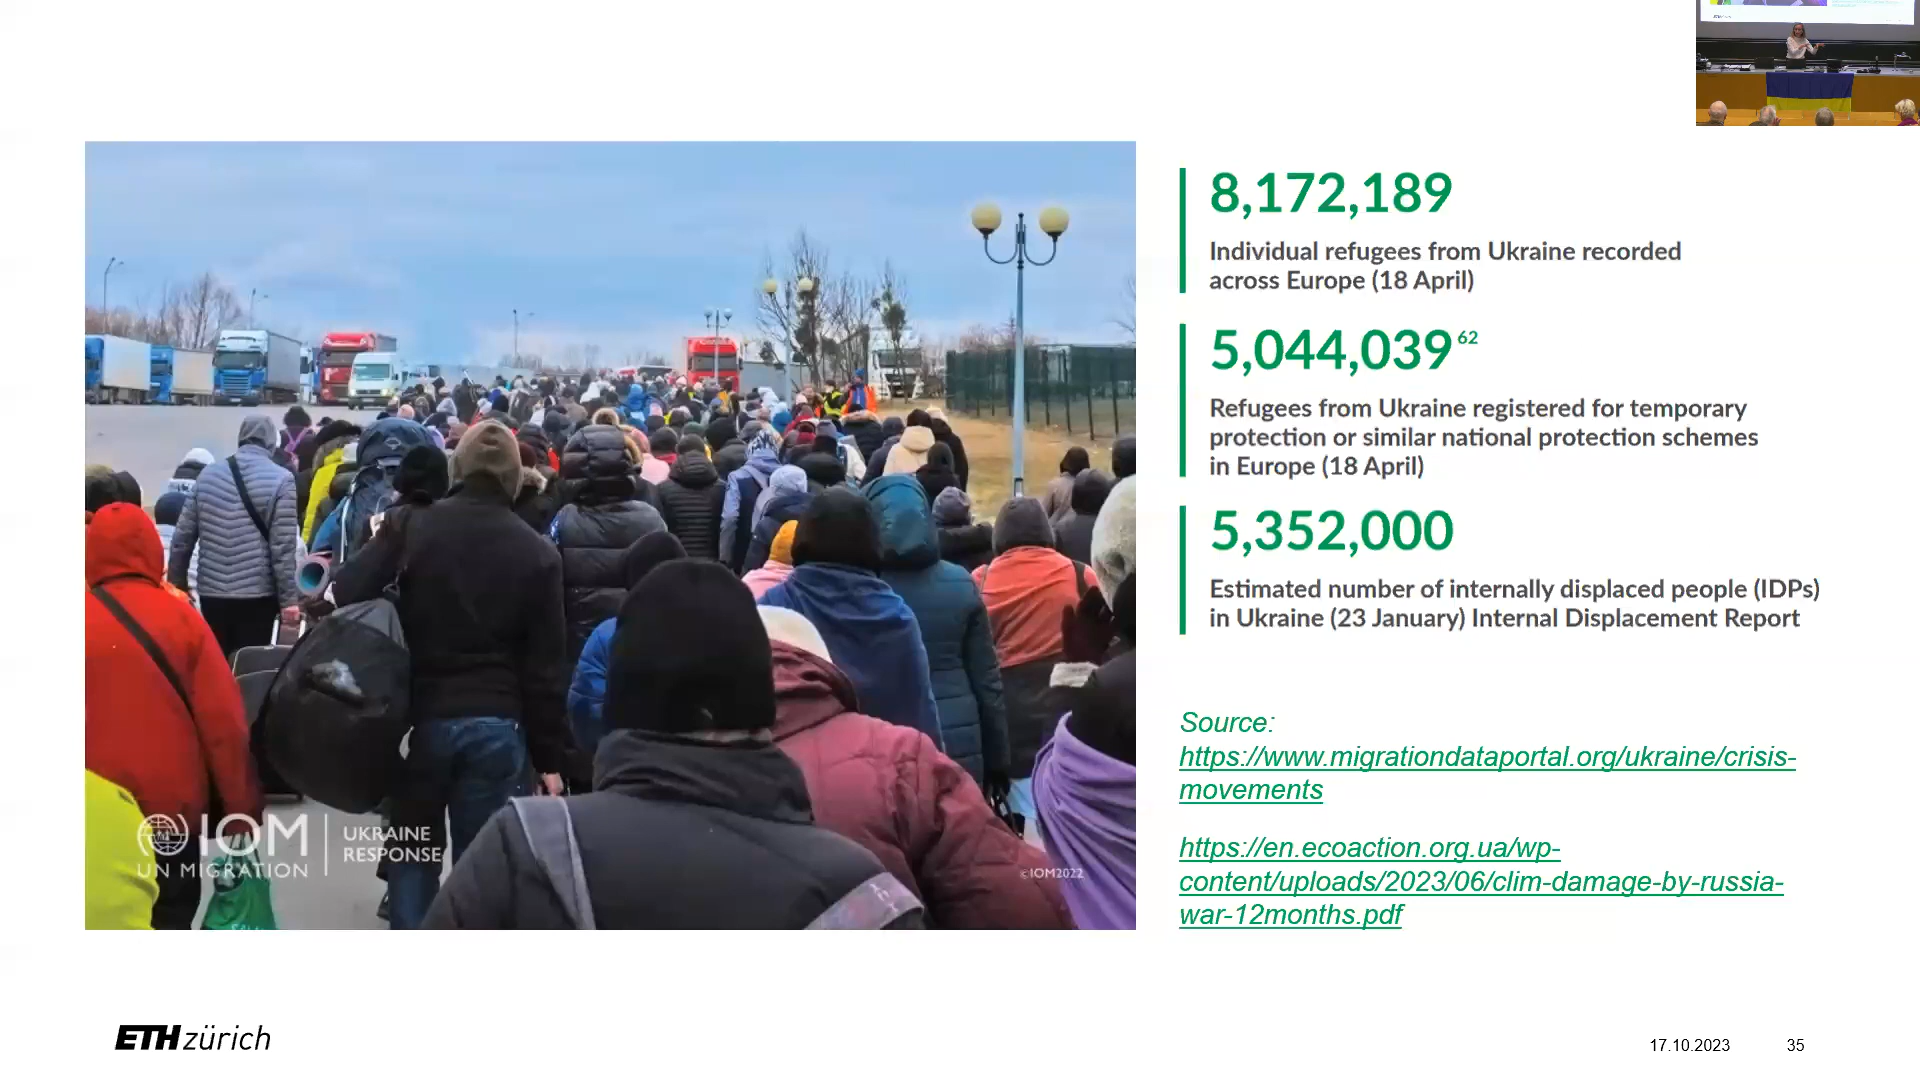 8,172,189
Individual refugees from Ukraine recorded
across Europe (18 April)
5,044,039 62
Refugees from Ukraine registered for temporary
protection or similar national protection schemes
in Europe (18 April)
5,352,000
Estimated number of internally displaced people (IDPs)
in Ukraine (23 January) Internal Displacement Report
Source:
https://www.migrationdataportal.org/ukraine/crisis-
movements
https://en.ecoaction.org.ua/wp-
content/uploads/2023/06/clim-damage-by-russia-
war-12months.pdf
IOM
UN MIGRATION
UKRAINE
RESPONSE
©IOM2022
ETH zürich
17.10.2023
35